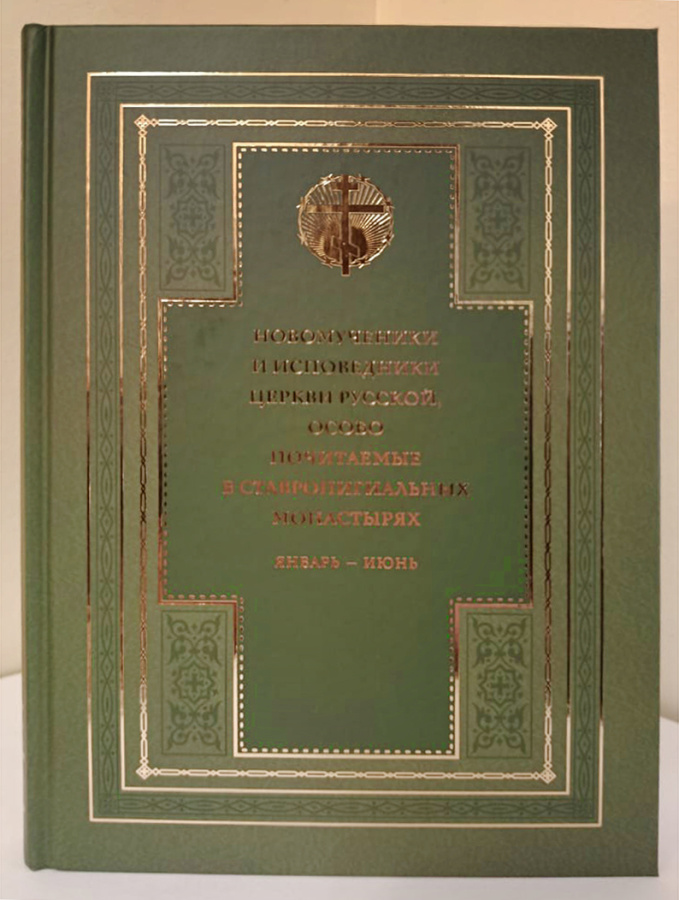 НОВОМУЧЕНИКИ
И ИСПОВЕДНИКИ
ЦЕРКВИ РУССКОЙ,
ОСОБО
ПОЧИТАЕМЫЕ
В СТАВРОПИГИАЛЬНЫХ
МОНАСТЫРЯХ
ЯНВАРЬ – ИЮНЬ